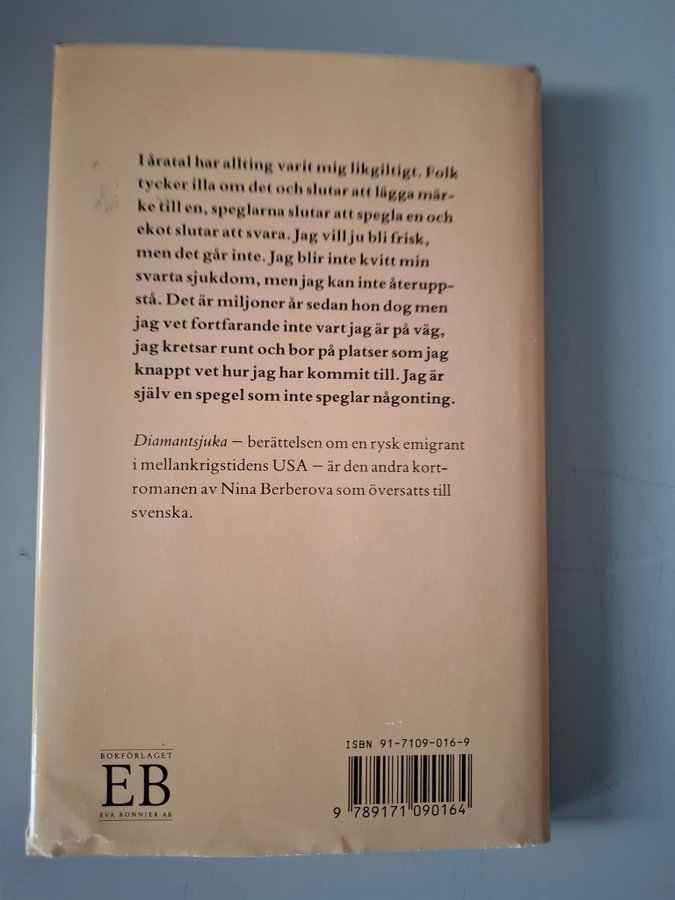 I åratal har allting varit mig likgiltigt. Folk
tycker illa om det och slutar att lägga mär-
ke till en, speglarna slutar att spegla en och
ekot slutar att svara. Jag vill ju bli frisk,
men det går inte. Jag blir inte kvitt min
svarta sjukdom, men jag kan inte återupp-
stå. Det är miljoner år sedan hon dog men
jag vet fortfarande inte vart jag är på väg,
jag kretsar runt och bor på platser som jag
knappt vet hur jag har kommit till. Jag är
själv en spegel som inte speglar någonting.
Diamantsjuka – berättelsen om en rysk emigrant
i mellankrigstidens USA – är den andra kort-
romanen av Nina Berberova som översatts till
svenska.
BOKFÖRLAGET
EB
EVA BONNIER AB
ISBN 91-7109-016-9
9 789171 090164